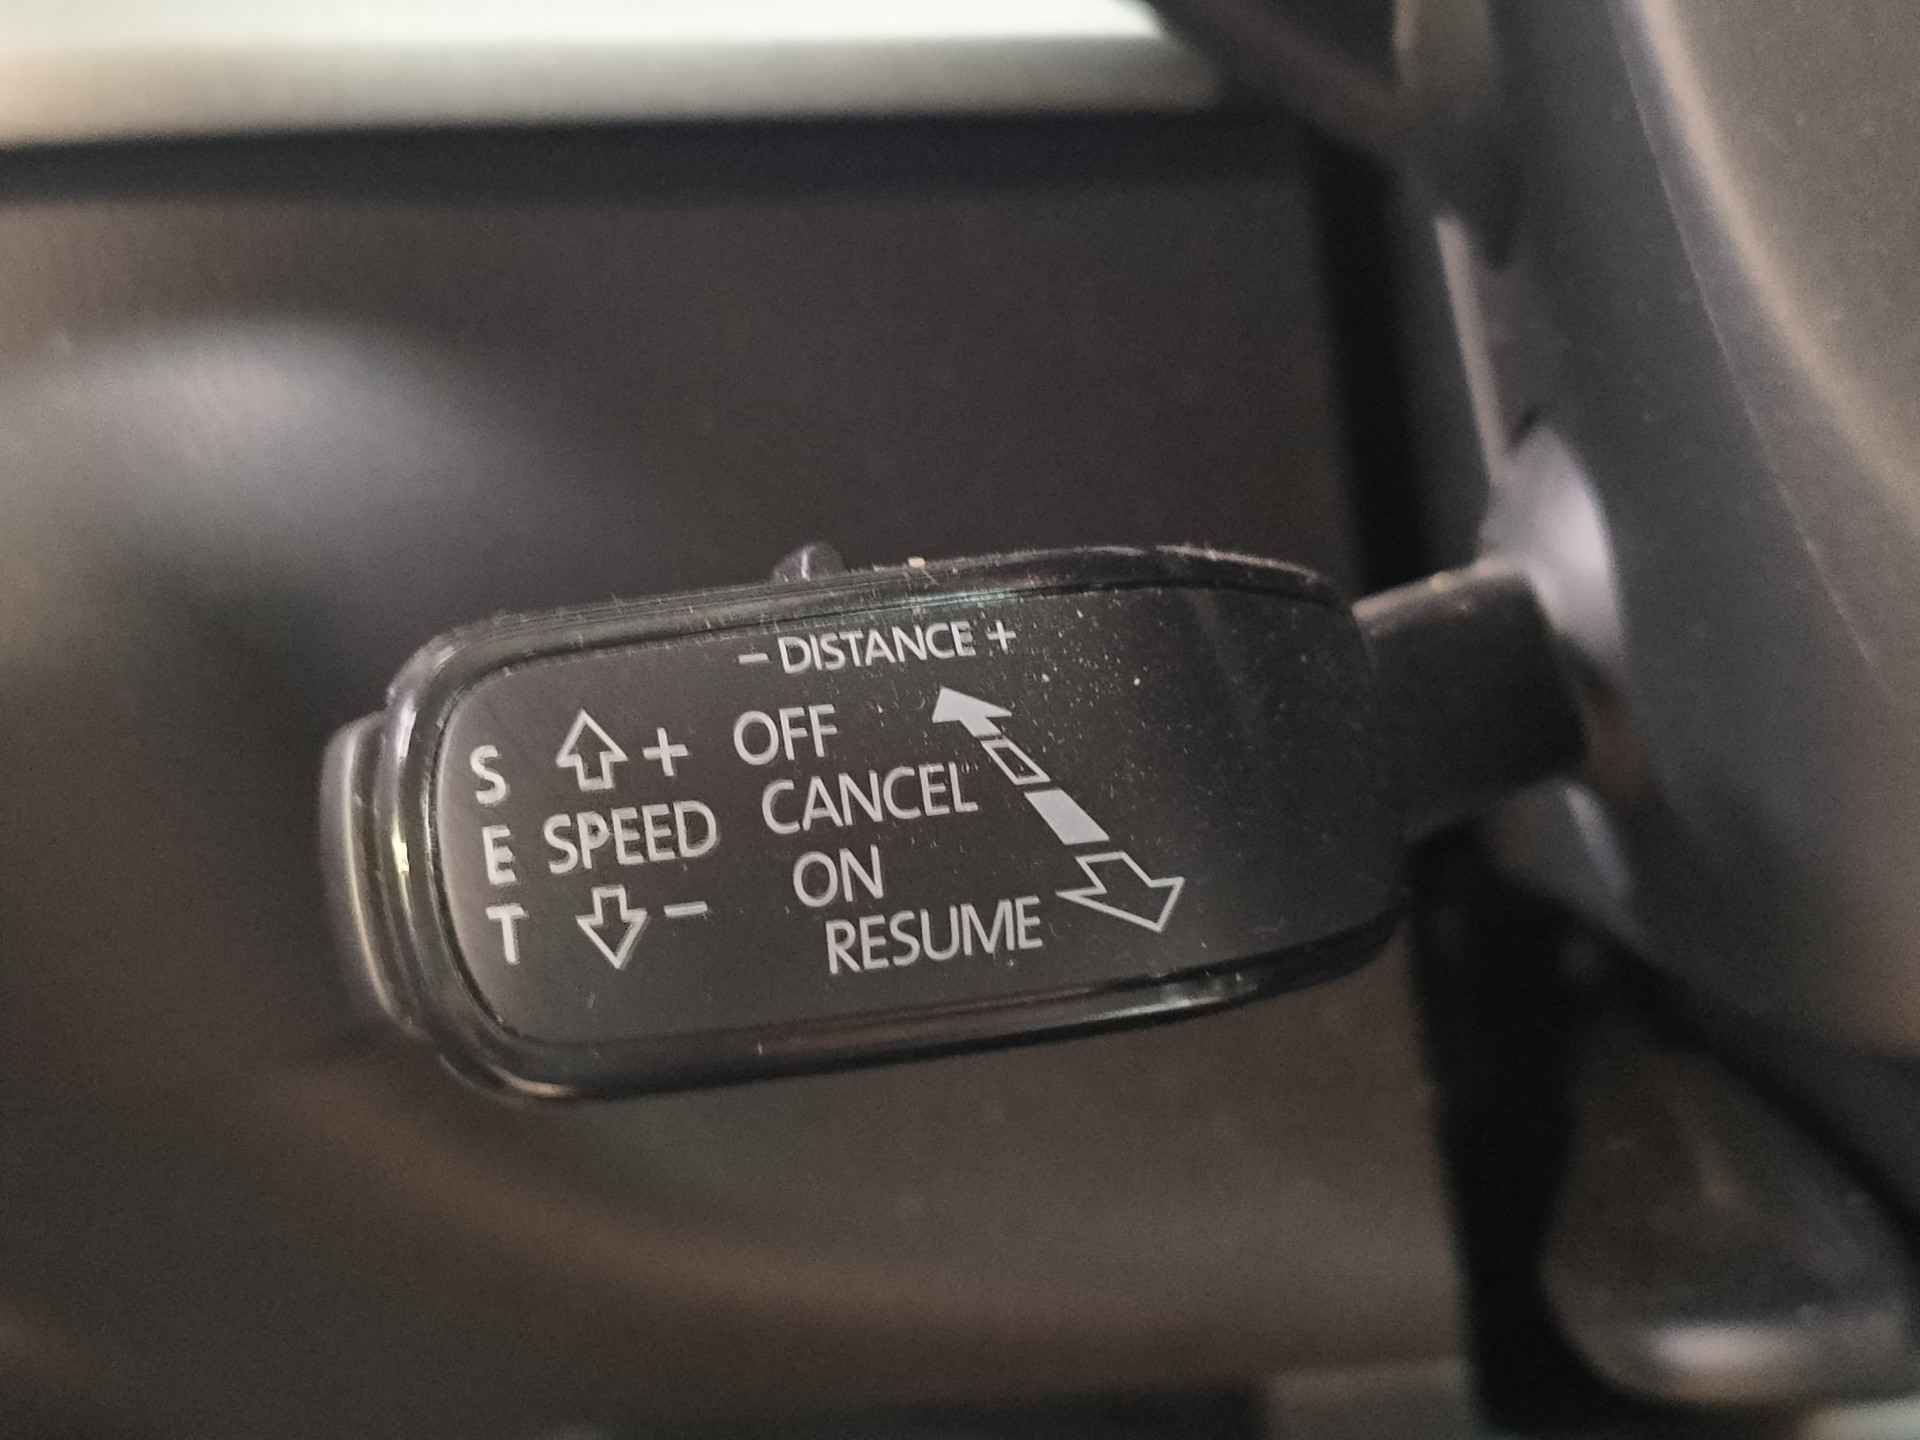 – DISTANCE +
S + OFF
CANCEL
E SPEED
ON
T –
RESUME